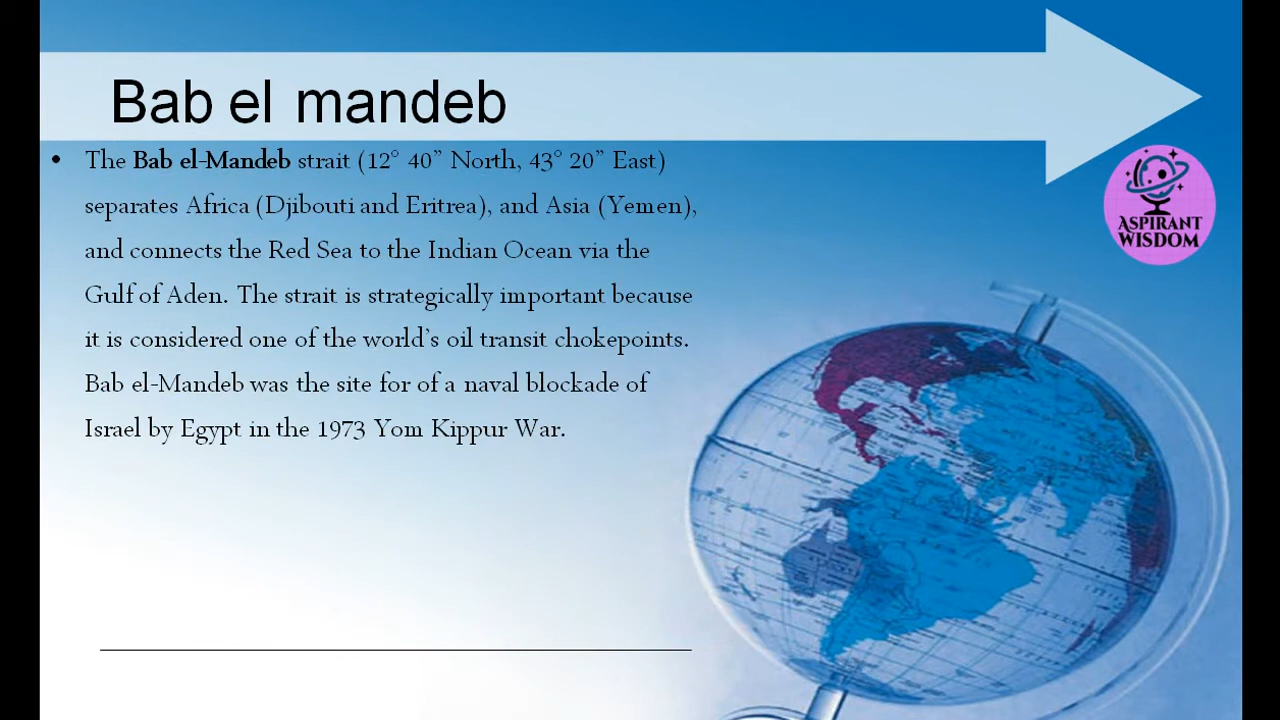 Bab el mandeb
• The Bab el-Mandeb strait (12° 40” North, 43° 20” East)
separates Africa (Djibouti and Eritrea), and Asia (Yemen),
and connects the Red Sea to the Indian Ocean via the
Gulf of Aden. The strait is strategically important because
it is considered one of the world’s oil transit chokepoints.
Bab el-Mandeb was the site for of a naval blockade of
Israel by Egypt in the 1973 Yom Kippur War.
ASPIRANT
WISDOM